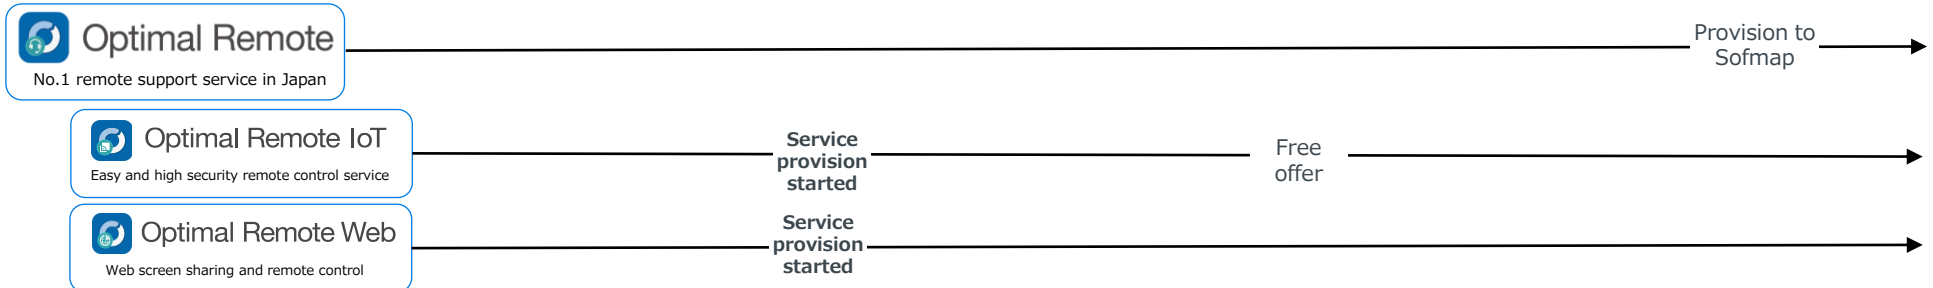 Optimal Remote
No.1 remote support service in Japan
Provision to
Sofmap
Optimal Remote IoT
Easy and high security remote control service
Service
provision
started
Free
offer
Optimal Remote Web
Web screen sharing and remote control
Service
provision
started